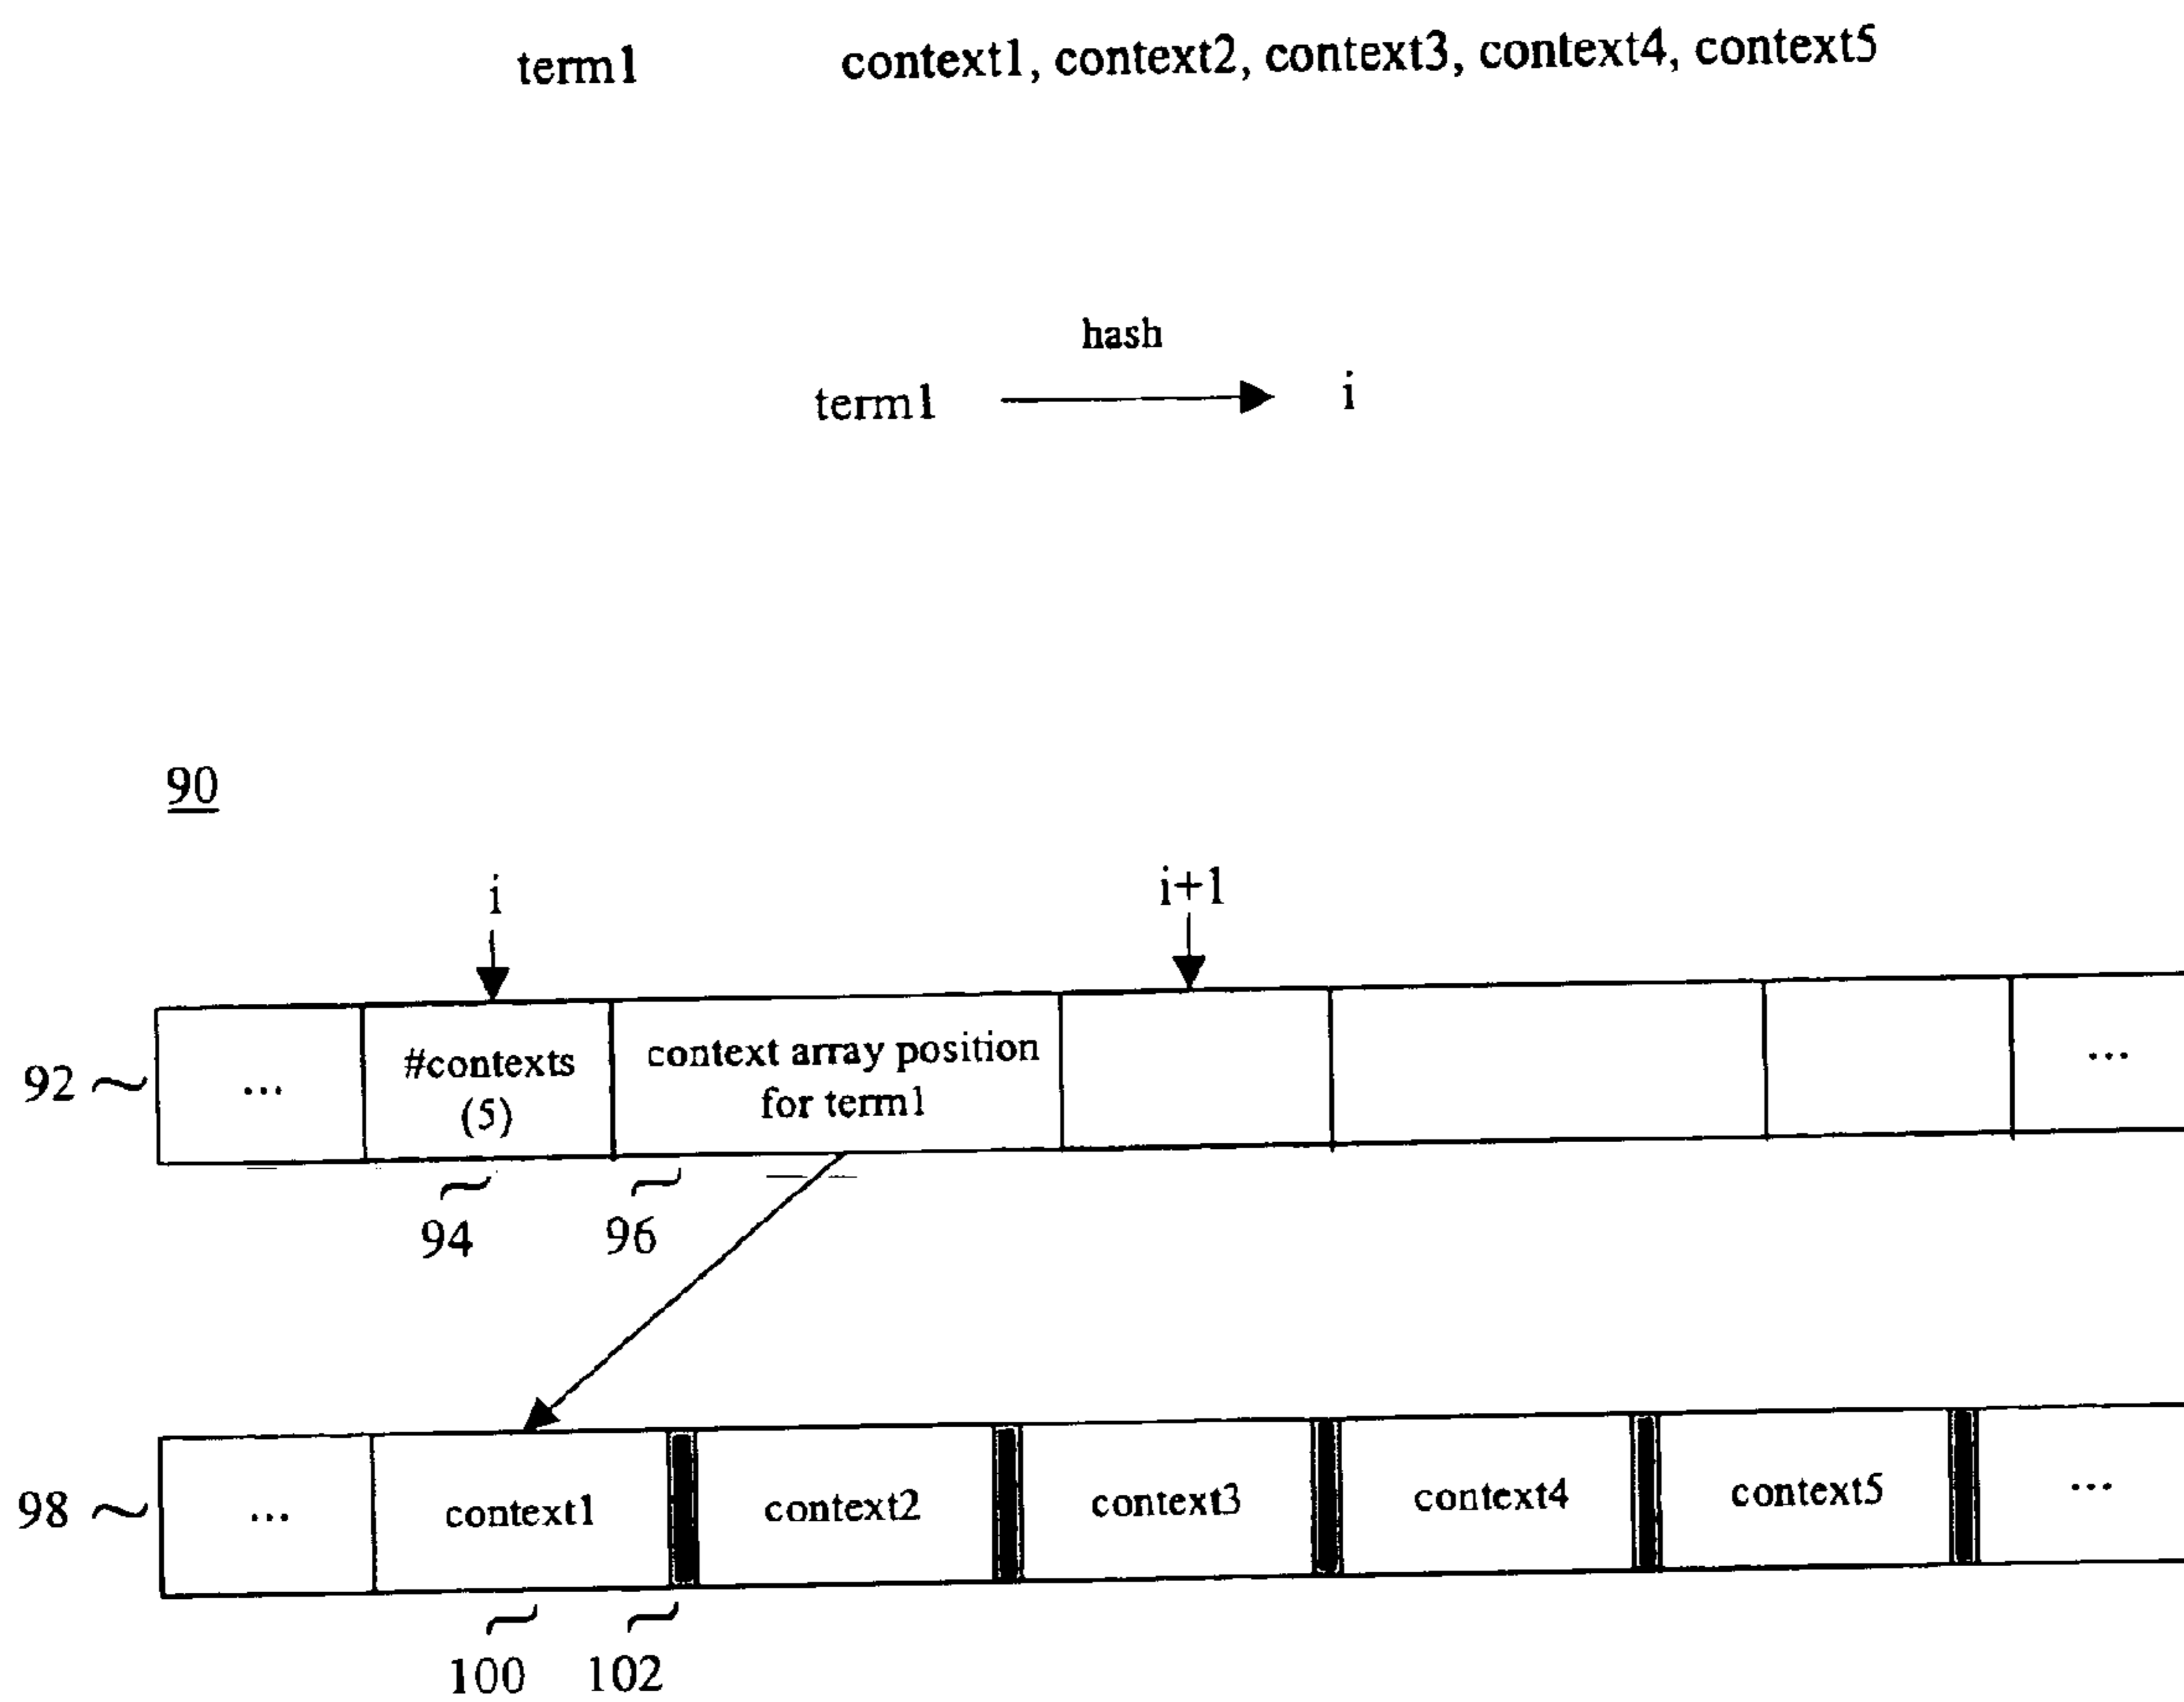 term1 context1, context2, context3, context4, context5
hash
term1 i
90
i i+1
92 ... #contexts (5) context array position for term1 ...
94 96
98 ... context1 context2 context3 context4 context5 ...
100 102